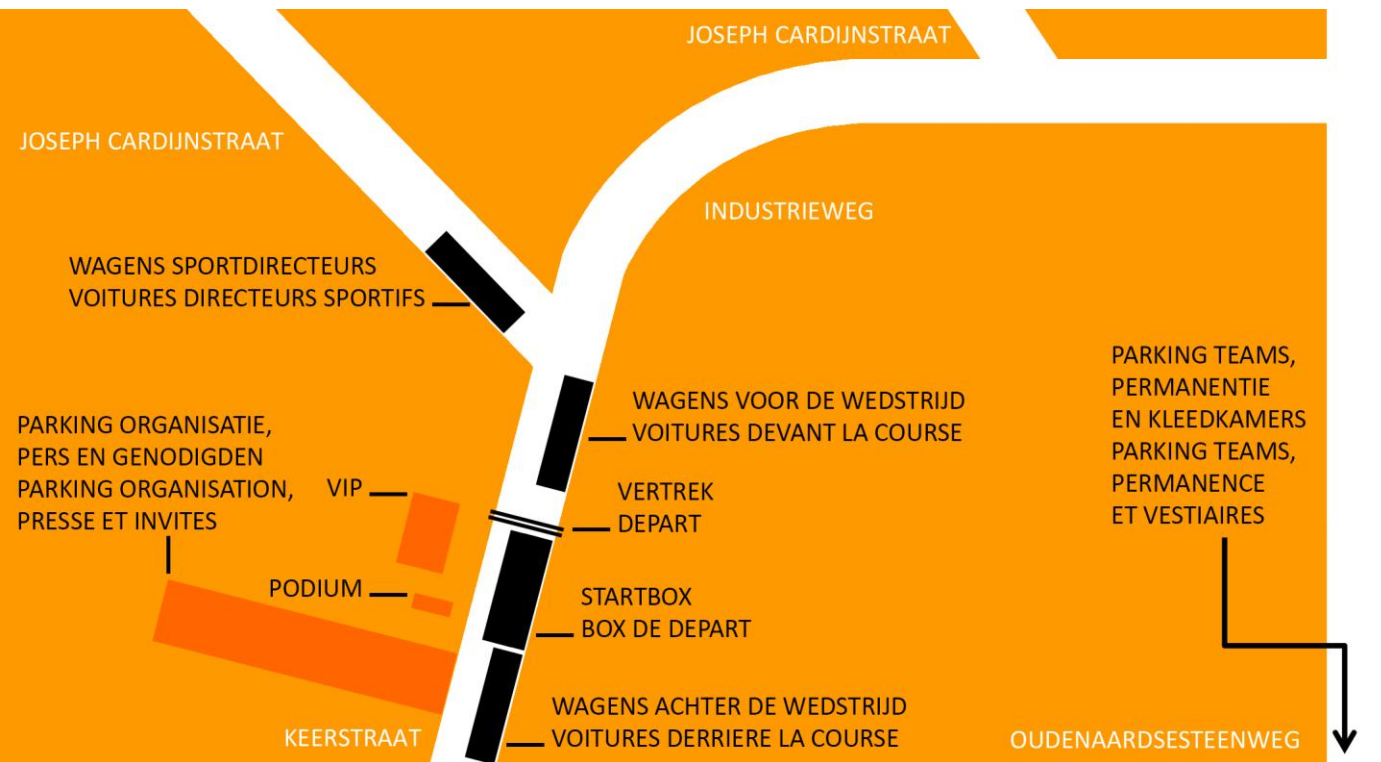 JOSEPH CARDIJNSTRAAT
JOSEPH CARDIJNSTRAAT
INDUSTRIEWEG
WAGENS SPORTDIRECTEURS
VOITURES DIRECTEURS SPORTIFS
PARKING TEAMS,
PERMANENTIE
EN KLEEDKAMERS
PARKING TEAMS,
PERMANENCE
ET VESTIAIRES
WAGENS VOOR DE WEDSTRIJD
VOITURES DEVANT LA COURSE
PARKING ORGANISATIE,
PERS EN GENODIGDEN
PARKING ORGANISATION,
PRESSE ET INVITES
VIP
VERTREK
DEPART
PODIUM
STARTBOX
BOX DE DEPART
WAGENS ACHTER DE WEDSTRIJD
VOITURES DERRIERE LA COURSE
KEERSTRAAT
OUDENAARDSESTEENWEG